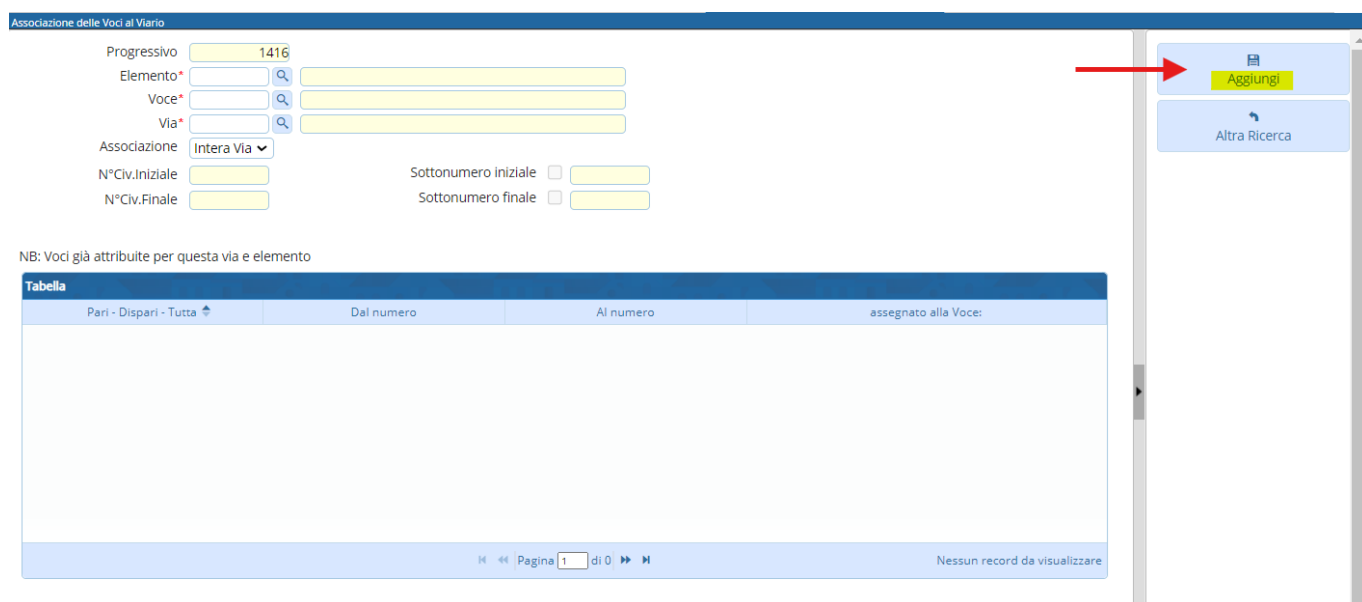 Associazione delle Voci al Viario
Progressivo 1416
Elemento*
Voce*
Via*
Associazione Intera Via
N°Civ.Iniziale Sottonumero iniziale
N°Civ.Finale Sottonumero finale
Aggiungi
Altra Ricerca
NB: Voci già attribuite per questa via e elemento
Tabella
Pari - Dispari - Tutta Dal numero Al numero assegnato alla Voce:
Pagina 1 di 0 Nessun record da visualizzare